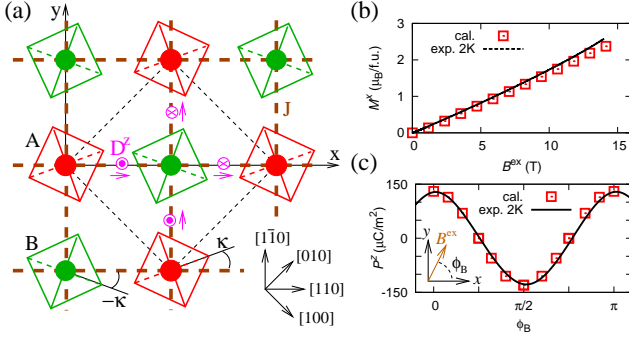 (a)
y
A
D^z
J
x
B
κ
-κ
[11̄0]
[010]
[110]
[100]
(b)
M^x (μ_B/f.u.)
3
2
1
0
cal.
exp. 2K
0
5
10
15
B^ex (T)
(c)
P^z (μC/m²)
150
0
-150
cal.
exp. 2K
y
B^ex
ϕ_B
x
0
π/2
π
ϕ_B